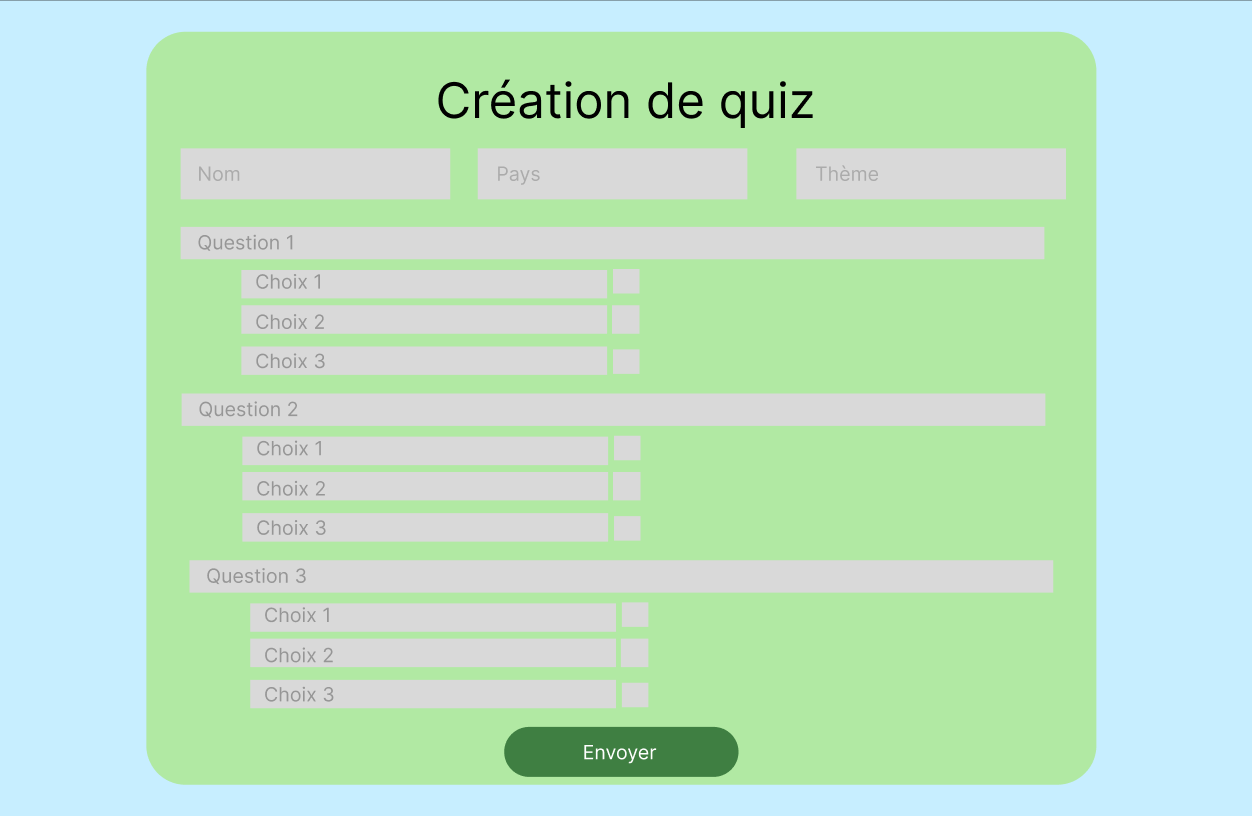 Création de quiz
Nom Pays Thème
Question 1
Choix 1
Choix 2
Choix 3
Question 2
Choix 1
Choix 2
Choix 3
Question 3
Choix 1
Choix 2
Choix 3
Envoyer